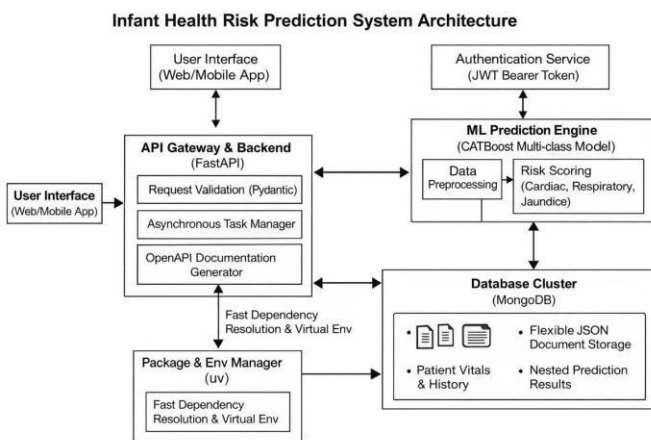 Infant Health Risk Prediction System Architecture
User Interface
(Web/Mobile App)
Authentication Service
(JWT Bearer Token)
API Gateway & Backend
(FastAPI)
Request Validation (Pydantic)
Asynchronous Task Manager
OpenAPI Documentation
Generator
User Interface
(Web/Mobile App)
ML Prediction Engine
(CATBoost Multi-class Model)
Data
Preprocessing
Risk Scoring
(Cardiac, Respiratory,
Jaundice)
Fast Dependency
Resolution & Virtual Env
Database Cluster
(MongoDB)
• Flexible JSON
Document Storage
• Patient Vitals
& History
• Nested Prediction
Results
Package & Env Manager
(uv)
Fast Dependency
Resolution & Virtual Env